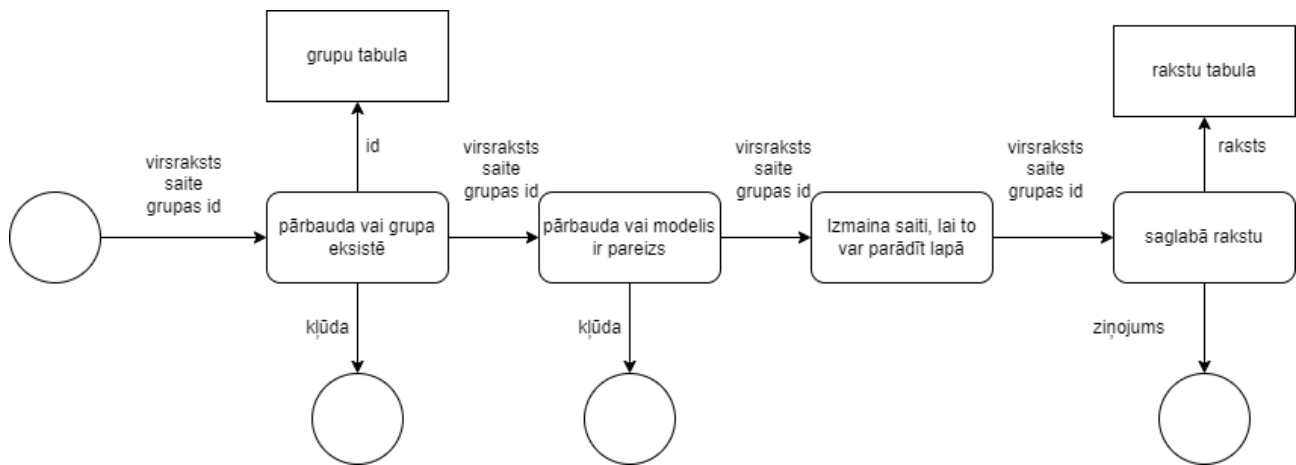 grupu tabula
rakstu tabula
id
raksts
virsraksts
saite
grupas id
virsraksts
saite
grupas id
virsraksts
saite
grupas id
virsraksts
saite
grupas id
pārbauda vai grupa
eksistē
pārbauda vai modelis
ir pareizs
Izmaina saiti, lai to
var parādīt lapā
saglabā rakstu
kļūda
kļūda
ziņojums